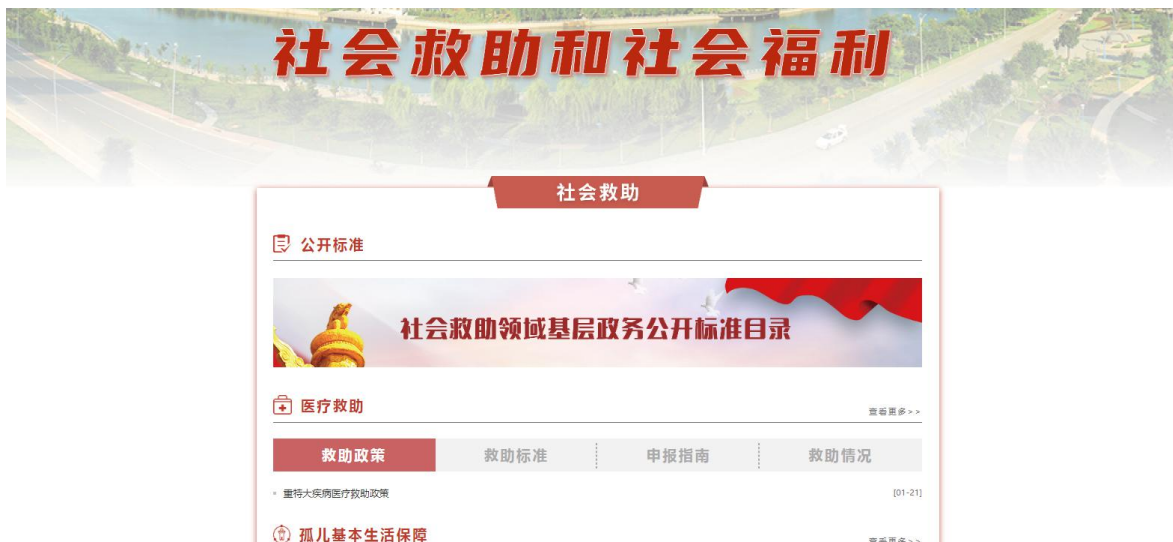 社会救助和社会福利
社会救助
公开标准
社会救助领域基层政务公开标准目录
医疗救助
查看更多>>
救助政策 救助标准 申报指南 救助情况
重特大疾病医疗救助政策 [01-21]
孤儿基本生活保障
查看更多>>